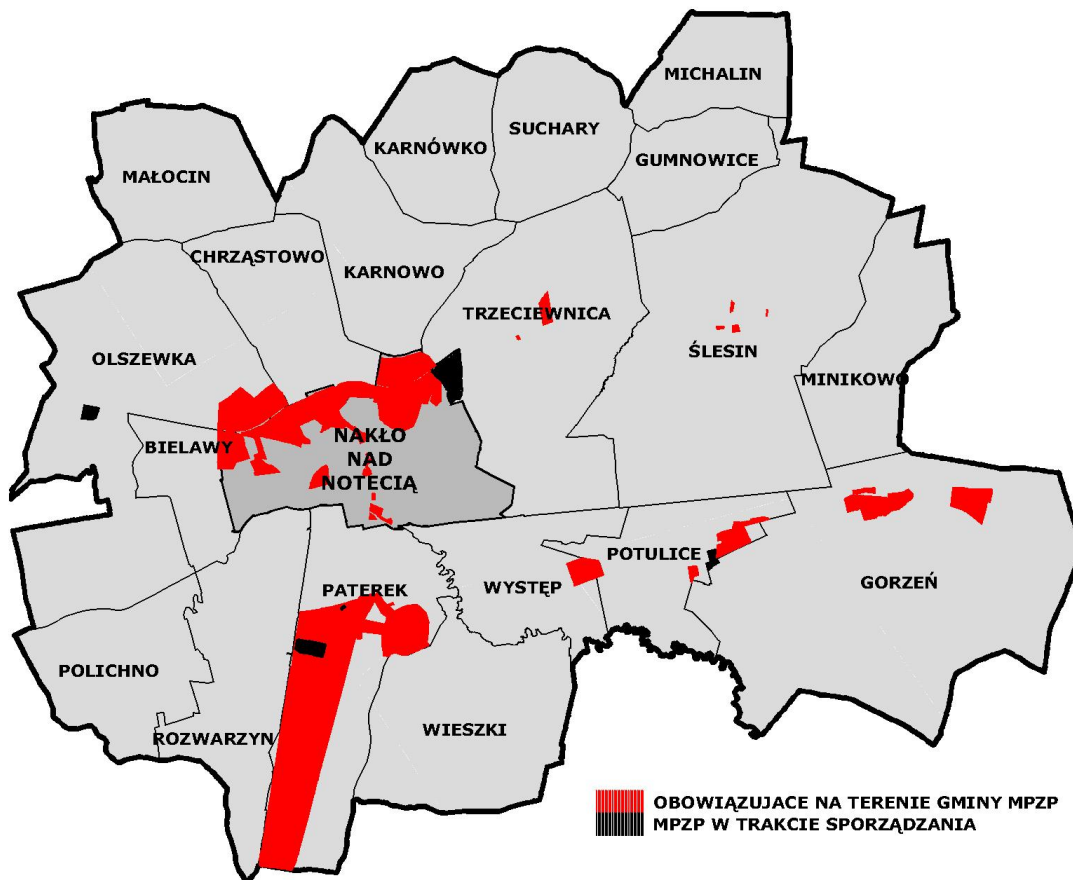 MICHALIN
SUCHARY
KARNÓWKO
GUMNOWICE
MAŁOCIN
CHRZĄSTOWO
KARNOWO
TRZECIEWNICA
OLSZEWKA
ŚLESIN
MINIKOWO
BIELAWY
NAKŁO
NAD
NOTECIĄ
POTULICE
WYSTĘP
GORZEŃ
PATEREK
POLICHNO
WIESZKI
ROZWARZYN
OBOWIĄZUJACE NA TERENIE GMINY MPZP
MPZP W TRAKCIE SPORZĄDZANIA